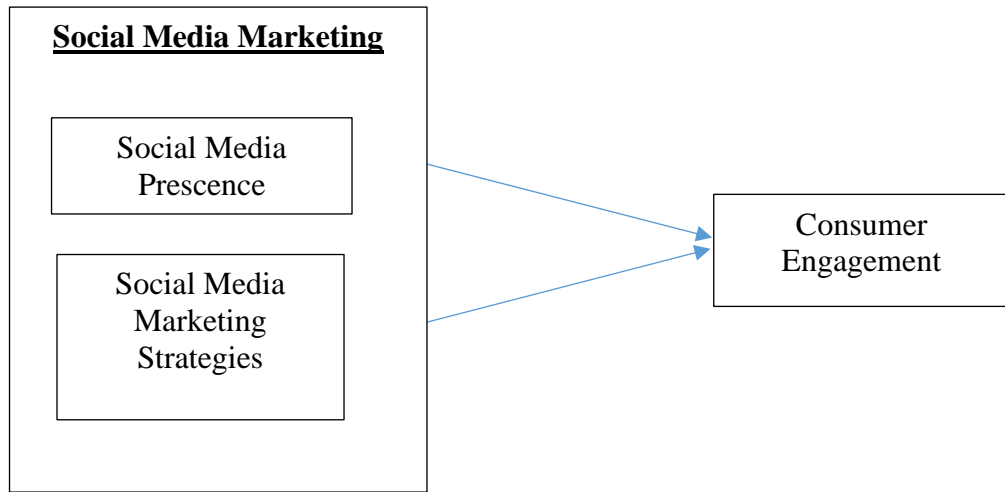 Social Media Marketing
Social Media
Prescence
Social Media
Marketing
Strategies
Consumer
Engagement